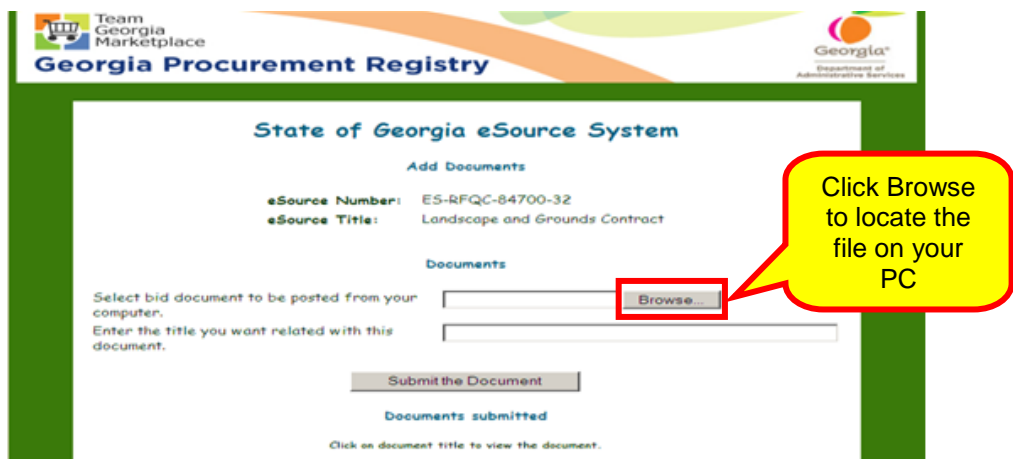 Team
Georgia
Marketplace
Georgia Procurement Registry
Georgia®
Department of
Administrative Services
State of Georgia eSource System
Add Documents
eSource Number: ES-RFQC-84700-32
eSource Title: Landscape and Grounds Contract
Click Browse
to locate the
file on your
PC
Documents
Select bid document to be posted from your
computer.
Browse...
Enter the title you want related with this
document.
Submit the Document
Documents submitted
Click on document title to view the document.